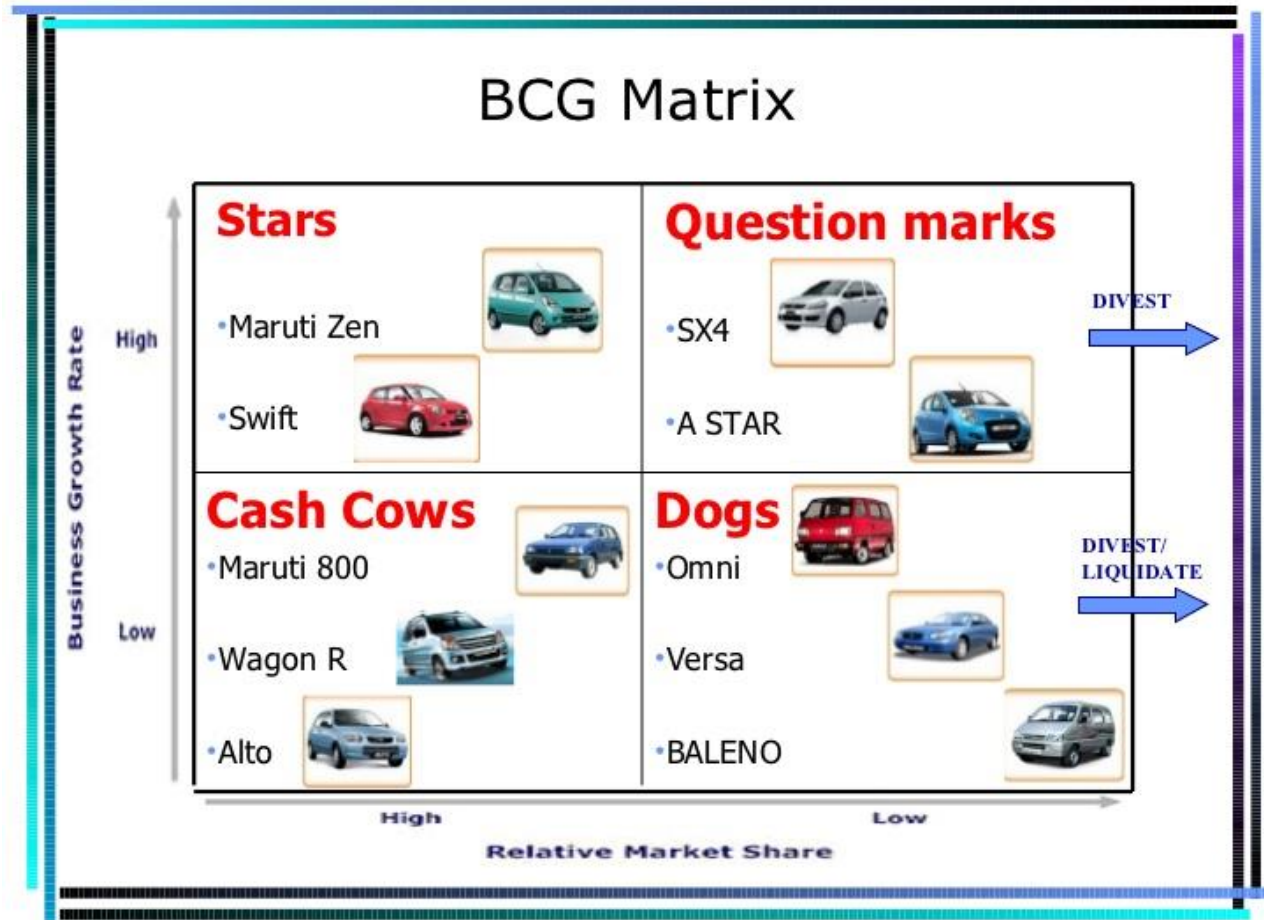 BCG Matrix
Stars
•Maruti Zen
•Swift
Question marks
•SX4
•A STAR
DIVEST
Cash Cows
•Maruti 800
•Wagon R
•Alto
Dogs
•Omni
•Versa
•BALENO
DIVEST/
LIQUIDATE
Business Growth Rate
High
Low
High
Low
Relative Market Share